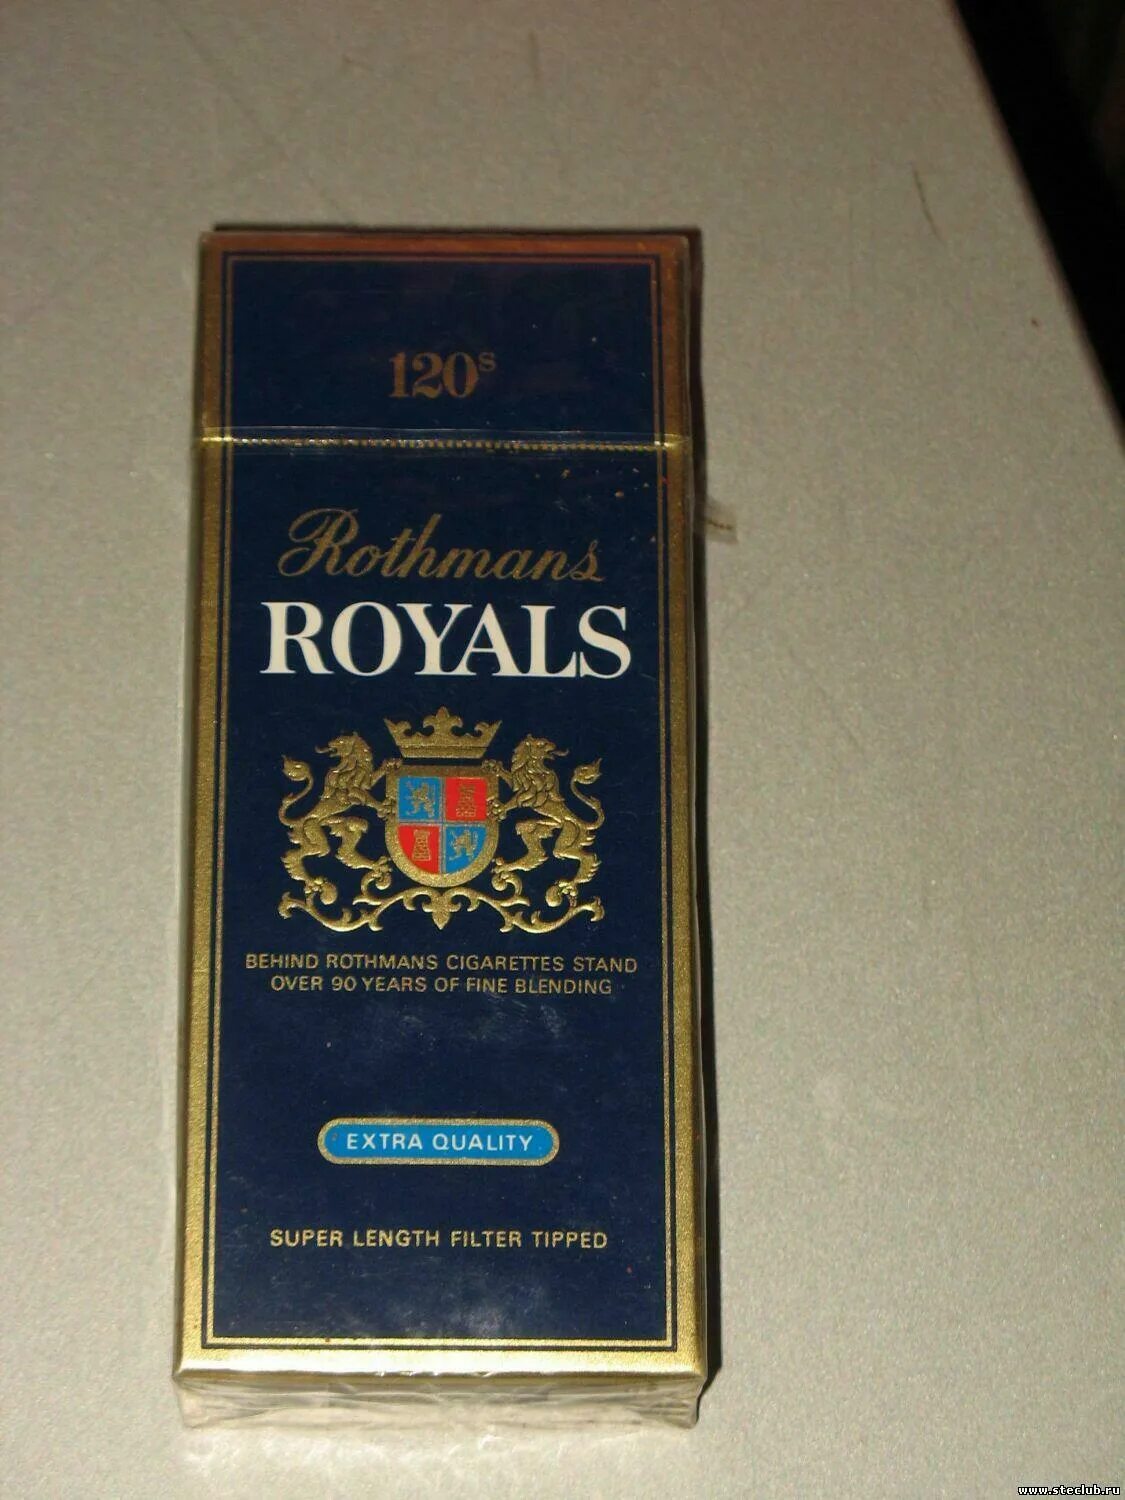 120s
Rothmans
ROYALS
BEHIND ROTHMANS CIGARETTES STAND
OVER 90 YEARS OF FINE BLENDING
EXTRA QUALITY
SUPER LENGTH FILTER TIPPED
www.steclub.ru